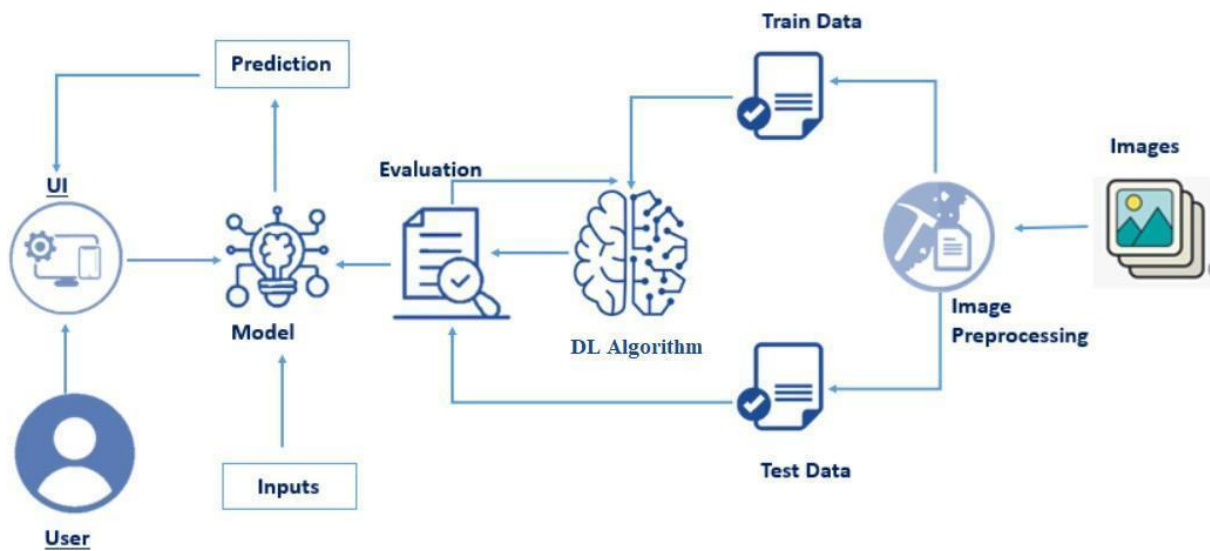 Train Data
Prediction
Images
Evaluation
UI
Model
DL Algorithm
Image
Preprocessing
Inputs
Test Data
User